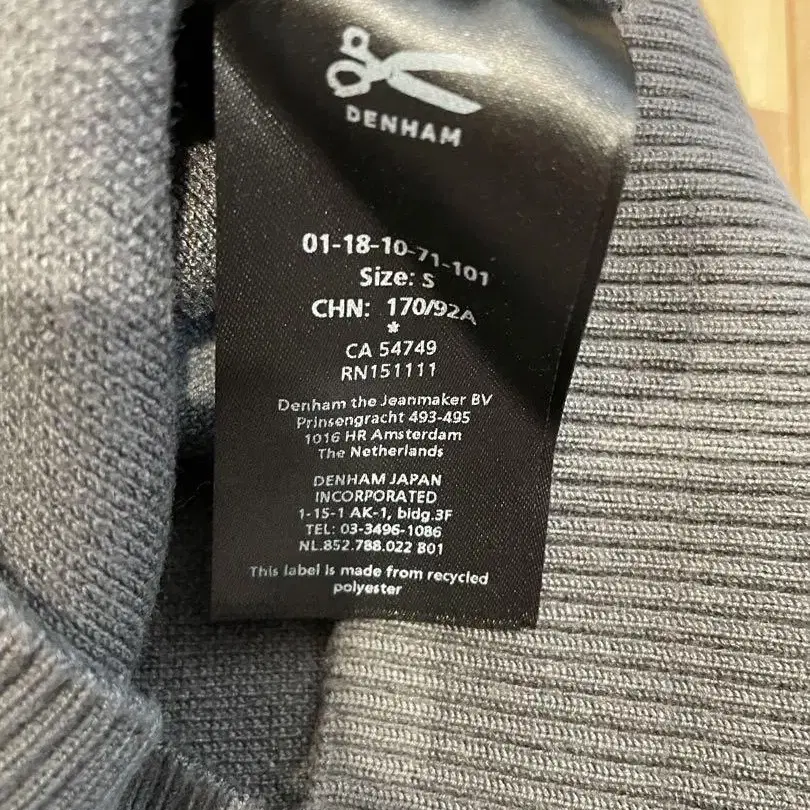 DENHAM
01-18-10-71-101
Size: S
CHN: 170/92A
*
CA 54749
RN151111
Denham the Jeanmaker BV
Prinsengracht 493-495
1016 HR Amsterdam
The Netherlands
DENHAM JAPAN
INCORPORATED
1-15-1 AK-1, bldg.3F
TEL: 03-3496-1086
NL.852.788.022 B01
This label is made from recycled
polyester